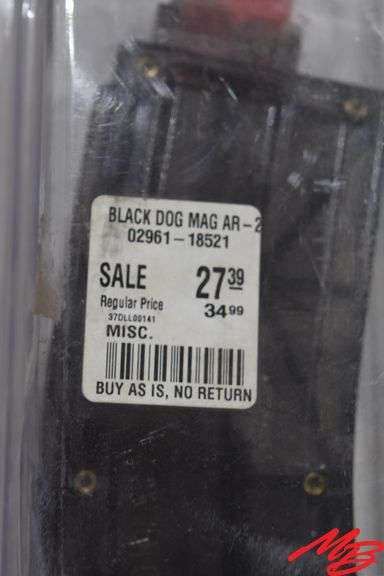 BLACK DOG MAG AR-2
02961-18521
SALE 27.39
Regular Price 34.99
37DLL00141
MISC.
BUY AS IS, NO RETURN
MB